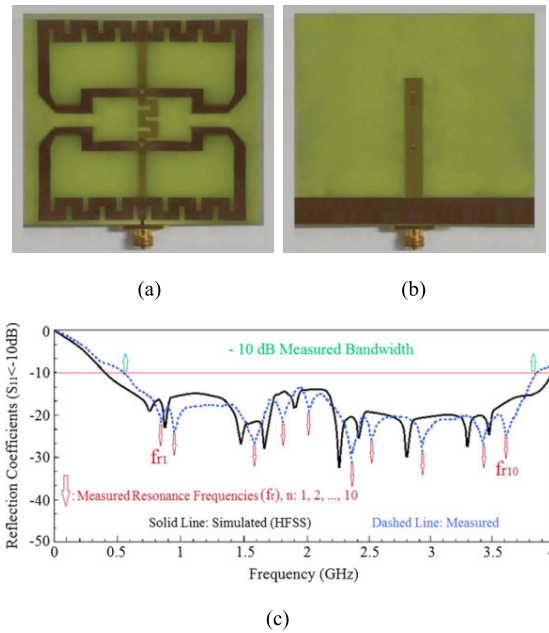 (a)
(b)
0
-10
-20
-30
-40
-50
Reflection Coefficients (S11<-10dB)
- 10 dB Measured Bandwidth
fr1
fr10
: Measured Resonance Frequencies (fr), n: 1, 2, ..., 10
Solid Line: Simulated (HFSS)
Dashed Line: Measured
0 0.5 1 1.5 2 2.5 3 3.5 4
Frequency (GHz)
(c)